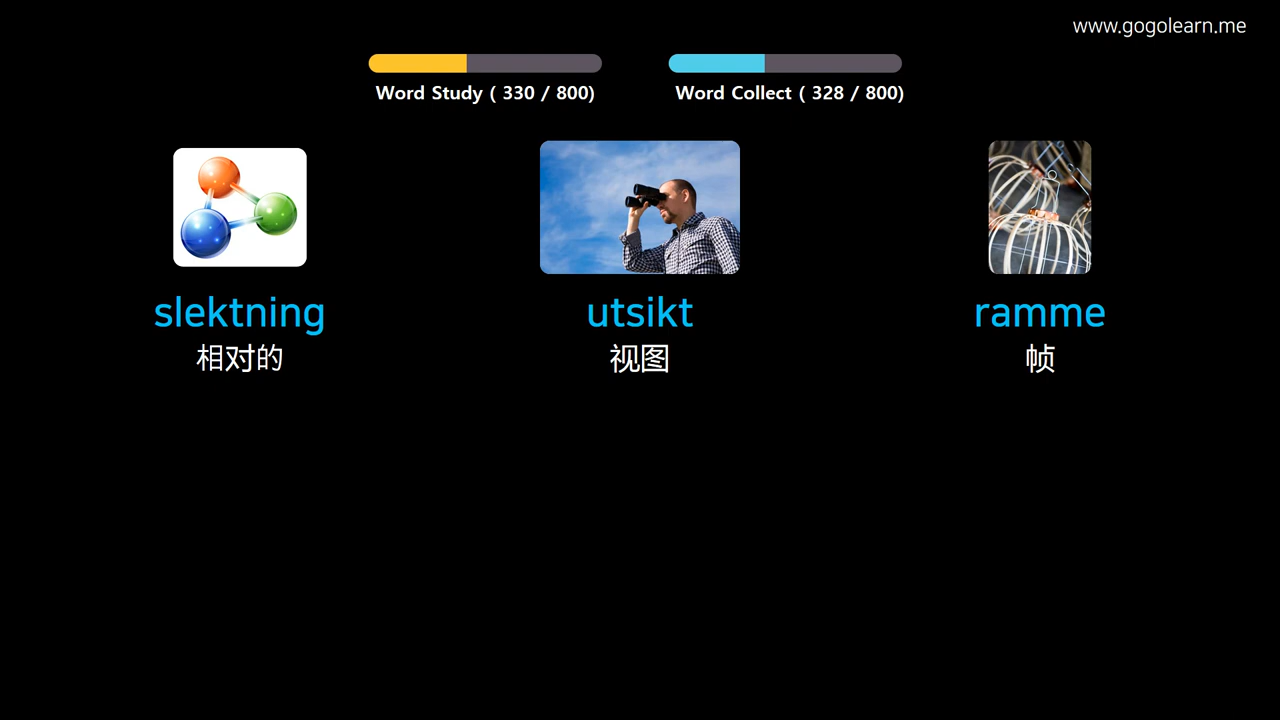 www.gogolearn.me
Word Study ( 330 / 800)
Word Collect ( 328 / 800)
slektning
utsikt
ramme
相对的
视图
帧